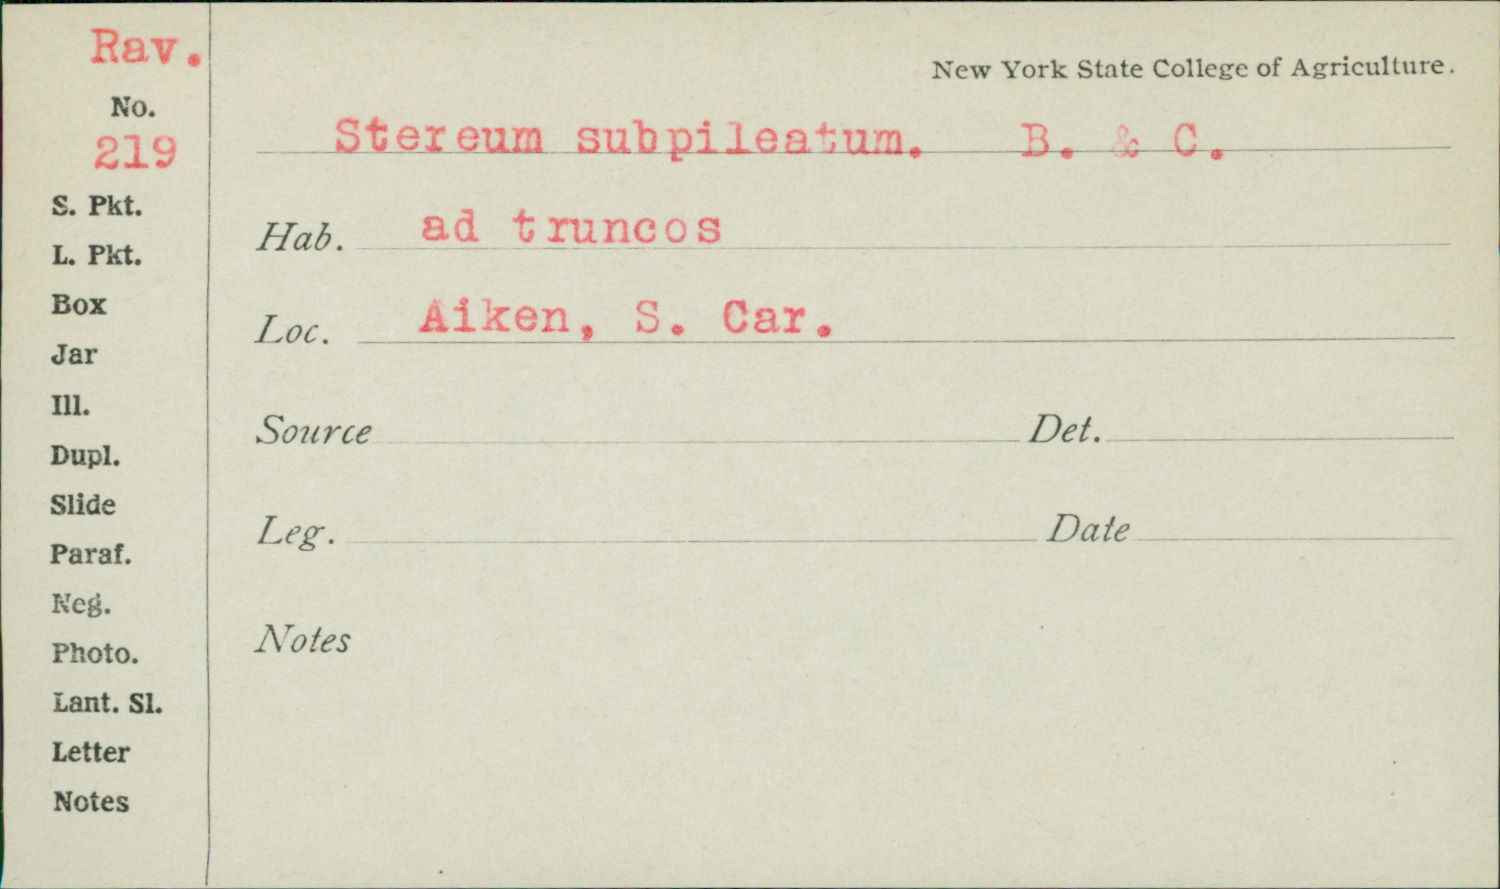 Rav.
No.
219
S. Pkt.
L. Pkt.
Box
Jar
Ill.
Dupl.
Slide
Paraf.
Neg.
Photo.
Lant. Sl.
Letter
Notes
New York State College of Agriculture.
Stereum subpileatum. B. & C.
Hab. ad truncos
Loc. Aiken, S. Car.
Source Det.
Leg. Date
Notes